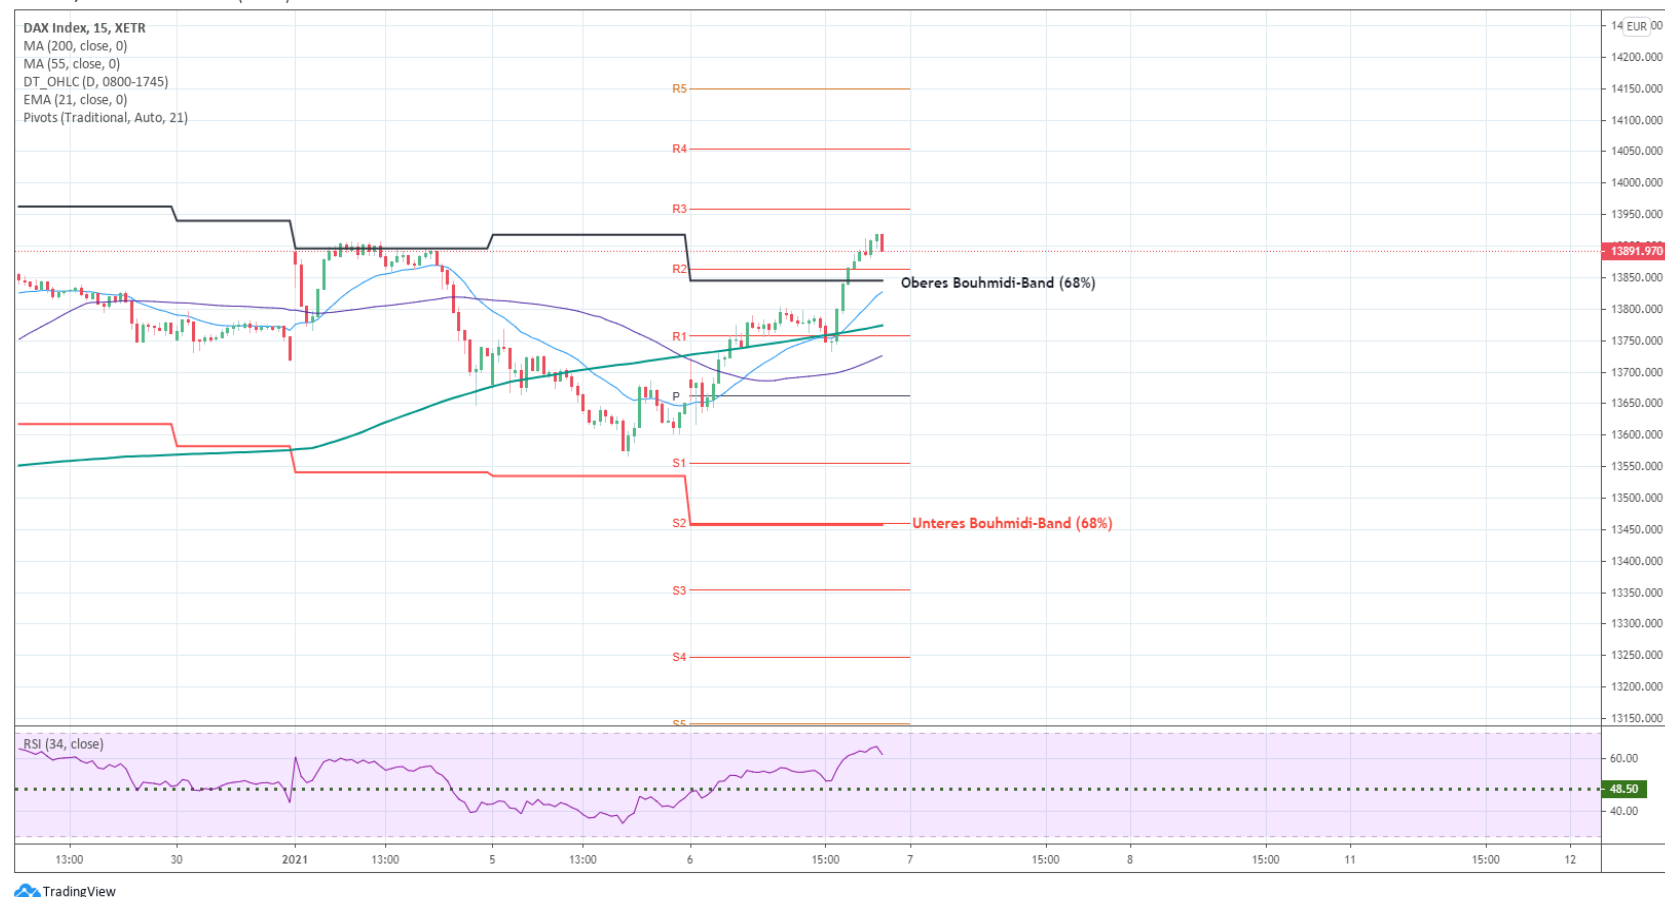 DAX Index, 15, XETR
MA (200, close, 0)
MA (55, close, 0)
DT_OHLC (D, 0800-1745)
EMA (21, close, 0)
Pivots (Traditional, Auto, 21)
EUR
14200.000
14150.000
14100.000
14050.000
14000.000
13950.000
13891.970
13850.000
13800.000
13750.000
13700.000
13650.000
13600.000
13550.000
13500.000
13450.000
13400.000
13350.000
13300.000
13250.000
13200.000
13150.000
R5
R4
R3
R2
Oberes Bouhmidi-Band (68%)
R1
P
S1
S2
Unteres Bouhmidi-Band (68%)
S3
S4
S5
RSI (34, close)
60.00
48.50
40.00
13:00 30 2021 13:00 5 13:00 6 15:00 7 15:00 8 15:00 11 15:00 12
TradingView